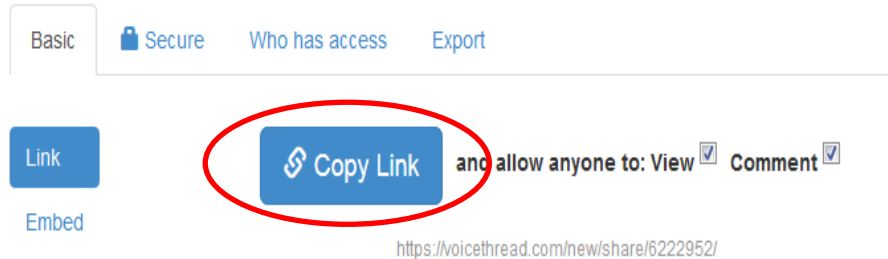 Basic Secure Who has access Export
Link Copy Link and allow anyone to: View Comment
Embed
https://voicethread.com/new/share/6222952/